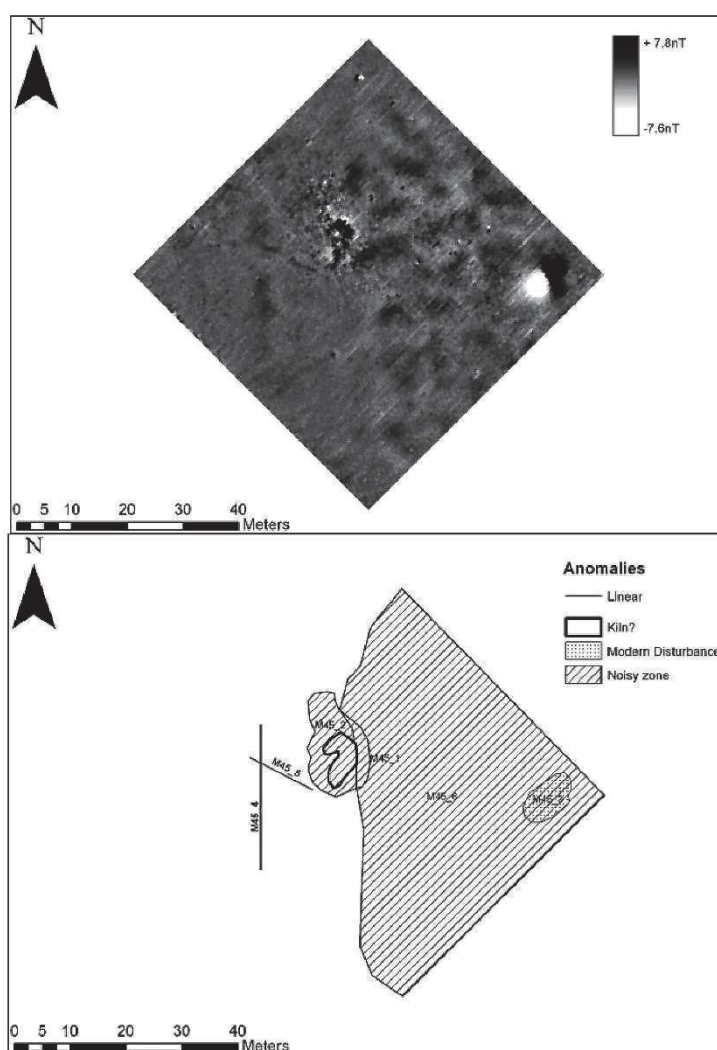 N
+ 7.8nT
-7.6nT
0 5 10 20 30 40
Meters
N
Anomalies
Linear
Kiln?
Modern Disturbance
Noisy zone
M45_2
M45_1
M45_5
M45_4
M45_6
0 5 10 20 30 40
Meters